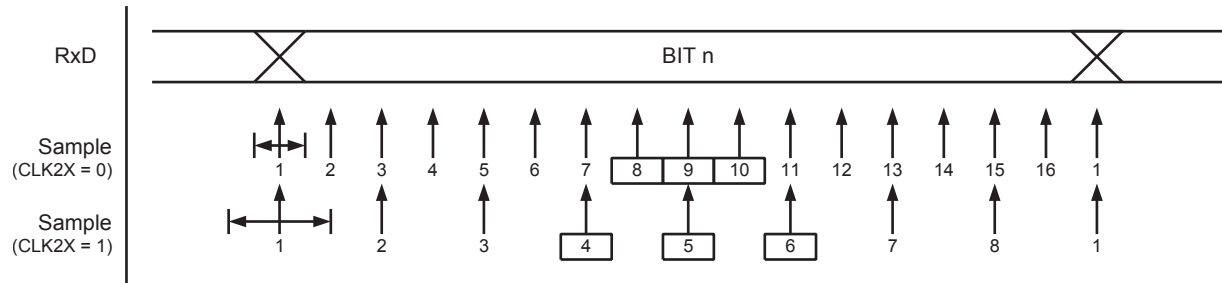 RxD
BIT n
Sample
(CLK2X = 0)
1 2 3 4 5 6 7 8 9 10 11 12 13 14 15 16 1
Sample
(CLK2X = 1)
1 2 3 4 5 6 7 8 1